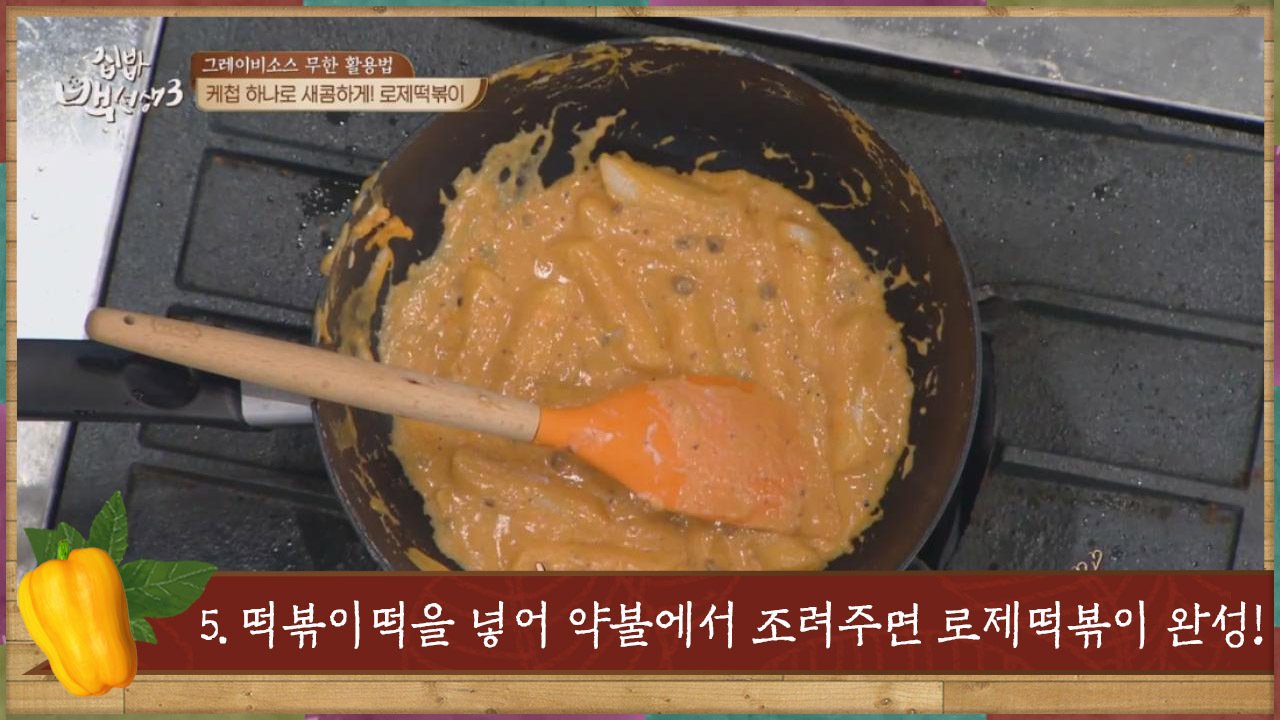 집밥
백선생3
그레이비소스 무한 활용법
케첩 하나로 새콤하게! 로제떡볶이
5. 떡볶이떡을 넣어 약불에서 조려주면 로제떡볶이 완성!